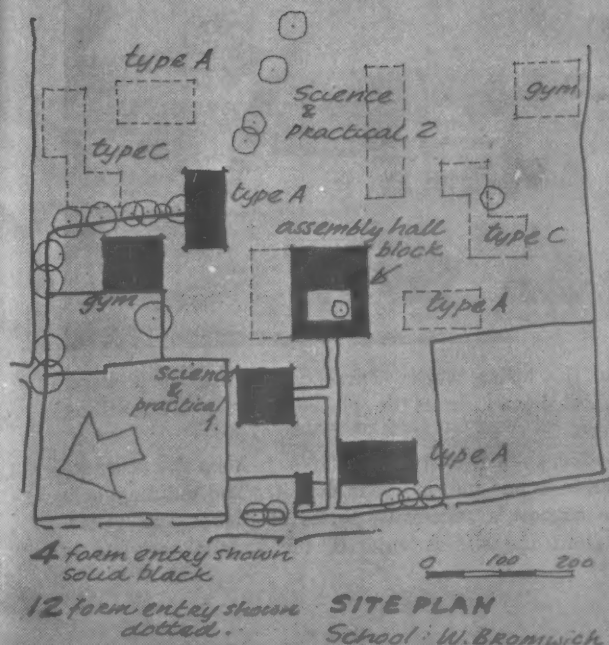 type A
science
&
practical 2
gym
type C
type A
assembly hall
block
type C
gym
type A
science
&
practical
1.
type A
4 form entry shown
solid black
0 100 200
12 form entry shown
dotted.
SITE PLAN
School: W. BROMWICH